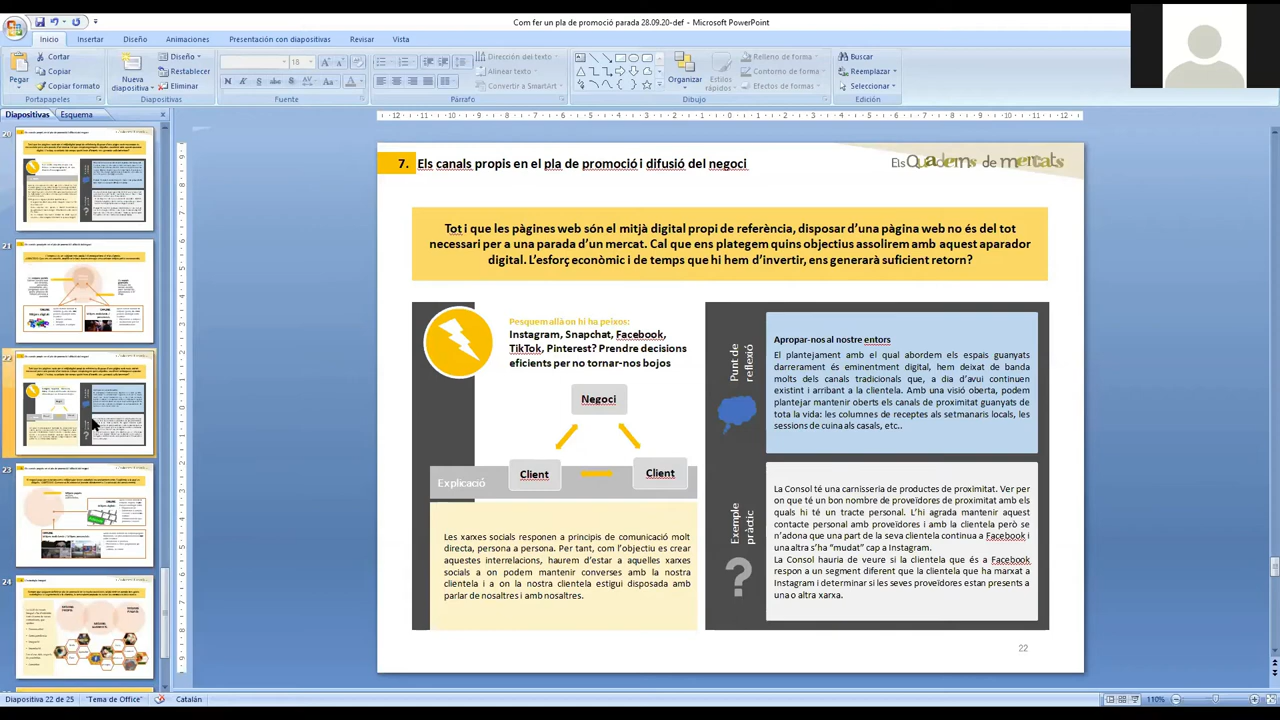 Com fer un pla de promoció parada 28.09.20-def - Microsoft PowerPoint
Inicio
Insertar
Diseño
Animaciones
Presentación con diapositivas
Revisar
Vista
Pegar
Cortar
Copiar
Copiar formato
Portapapeles
Nueva diapositiva
Diseño
Restablecer
Eliminar
Diapositivas
18
Fuente
Párrafo
Dirección del texto
Alinear texto
Convertir a SmartArt
Organizar
Estilos rápidos
Relleno de forma
Contorno de forma
Efectos de formas
Dibujo
Buscar
Reemplazar
Seleccionar
Edición
Diapositivas
Esquema
20
21
22
23
24
7. Els canals propis en el pla de promoció i difusió del negoci
Els Quaderns de mercats
Tot i que les pàgines web són el mitjà digital propi de referència, disposar d'una pàgina web no és del tot
necessari per a una parada d'un mercat. Cal que ens plategem quins objectius assolirem amb aquest aparador
digital. L'esforç econòmic i de temps que hi hem d'invertir, ens generarà suficient retorn?
Pesquem allà on hi ha peixos:
Instagram, Snapchat, Facebook,
TikTok, Pinterest? Prendre decisions
eficients per no tornar-nos bojos
Negoci
Client
Client
Explicació
Les xarxes socials responen a principis de comunicació molt
directa, persona a persona. Per tant, com l'objectiu es crear
aquestes interrelacions, haurem d'estar a aquelles xarxes
socials a on podem mantenir converses amb la nostra
clientela i a on la nostra clientela estigui disposada amb
parlar de nosaltres i amb nosaltres.
Punt de reflexió
Apropar-nos al nostre entors
El plantejament amb el qual abordem els espais guanyats
darrerament és eminentment digital, hem deixat de banda
molts dels canals tradicionals que, a dia d'avui continuen
existint i arribant a la clientela. Amb una visió oberta, podem
plantejar mantenir oberts els canals de proximitat guanyats de
tota la vida: les columnes de receptes als setmanaris locals, les
sessions de cuina als casals, etc..
Exemple pràctic
La Consol té una carnisseria de productes de proximitat. Ver per
on que té un bon nombre de proveïdores de proximitat amb els
quals hi té un tracte personal. L'hi agrada mantenir aquest
contacte personal amb proveïdores i amb la clientela però se
n'adona que una part de la seva clientela continua a Facebook i
una altra s'ha "mudat" cap a Instagram.
La Consol hauria de veure si la clientela que és a Facebook
respon a un segment diferent que la clientela que ha marxat a
Instagram i determinar si les seves proveïdores estan presents a
una o altra xarxa.
22
Diapositiva 22 de 25
"Tema de Office"
Catalán
110%